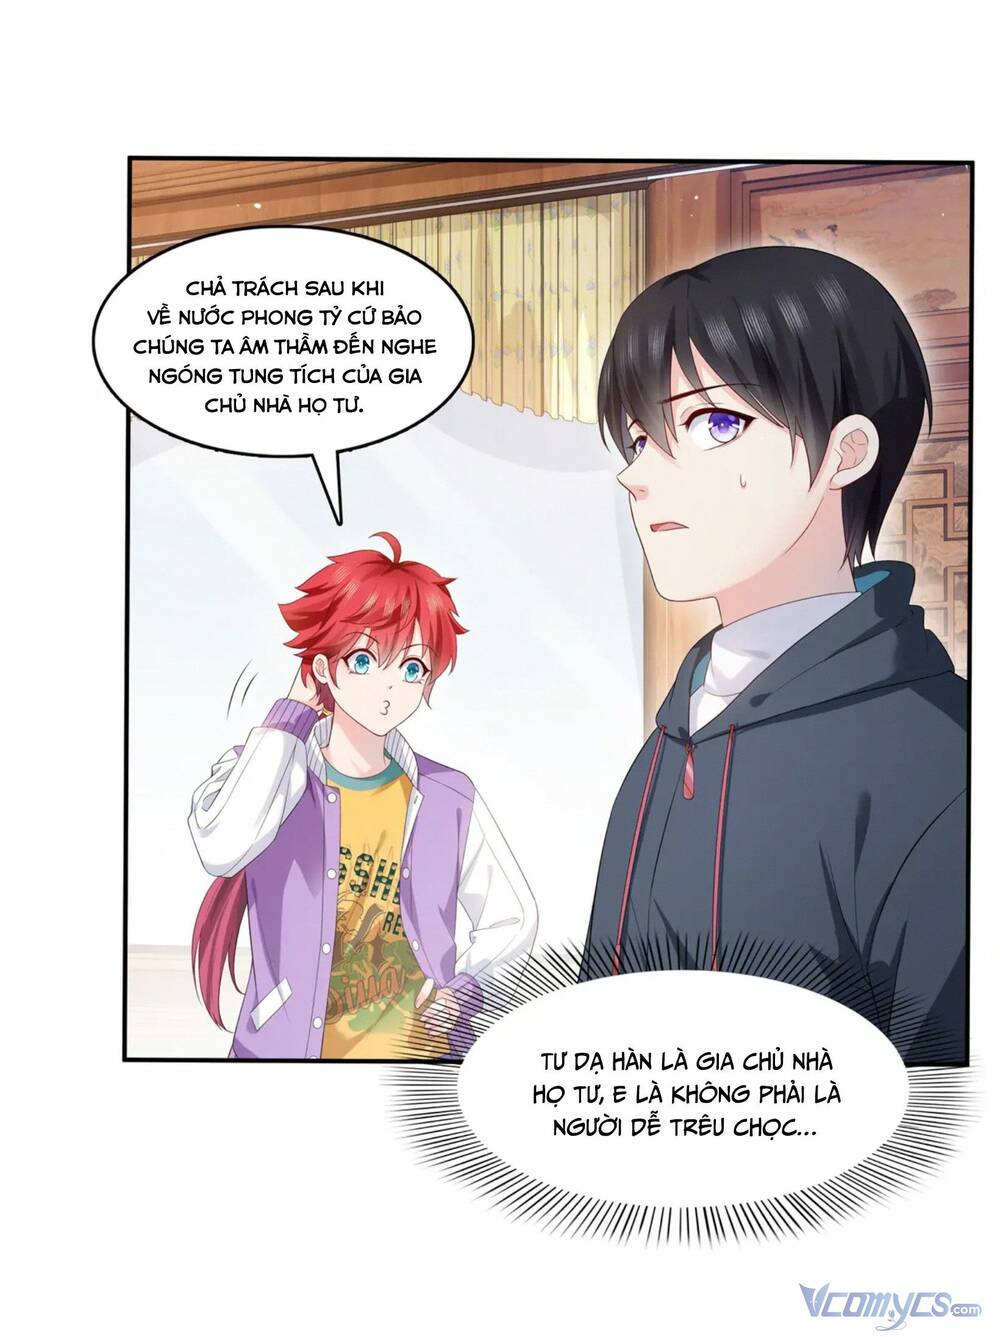 CHẢ TRÁCH SAU KHI
VỀ NƯỚC PHONG TỶ CỨ BẢO
CHÚNG TA ÂM THẦM ĐẾN NGHE
NGÓNG TUNG TÍCH CỦA GIA
CHỦ NHÀ HỌ TƯ.
TƯ DẠ HÀN LÀ GIA CHỦ NHÀ
HỌ TƯ, E LÀ KHÔNG PHẢI LÀ
NGƯỜI DỄ TRÊU CHỌC...
VCOMYCS.com